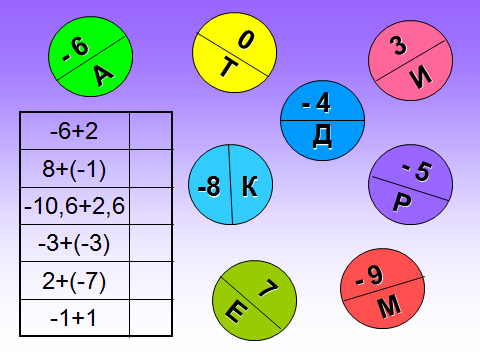 -6
А
0
Т
3
И
-4
Д
-6+2
8+(-1)
-10,6+2,6
-3+(-3)
2+(-7)
-1+1
-8 К
-5
Р
7
Е
-9
М